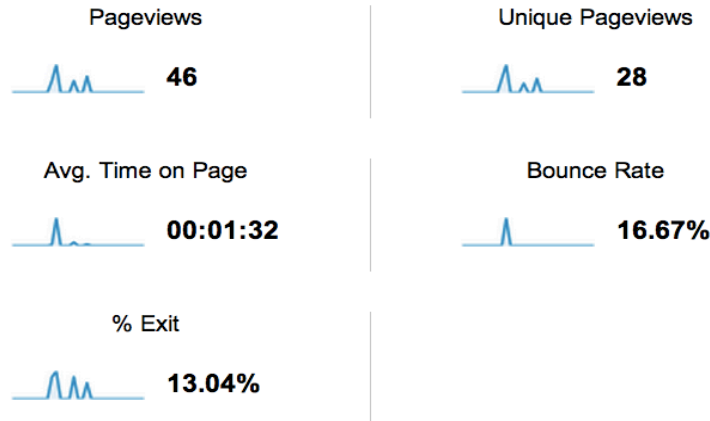 Pageviews
46
Unique Pageviews
28
Avg. Time on Page
00:01:32
Bounce Rate
16.67%
% Exit
13.04%